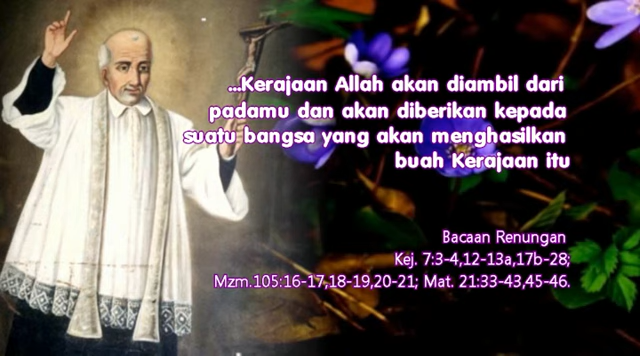 ...Kerajaan Allah akan diambil dari
padamu dan akan diberikan kepada
suatu bangsa yang akan menghasilkan
buah Kerajaan itu
Bacaan Renungan
Kej. 7:3-4,12-13a,17b-28;
Mzm.105:16-17,18-19,20-21; Mat. 21:33-43,45-46.